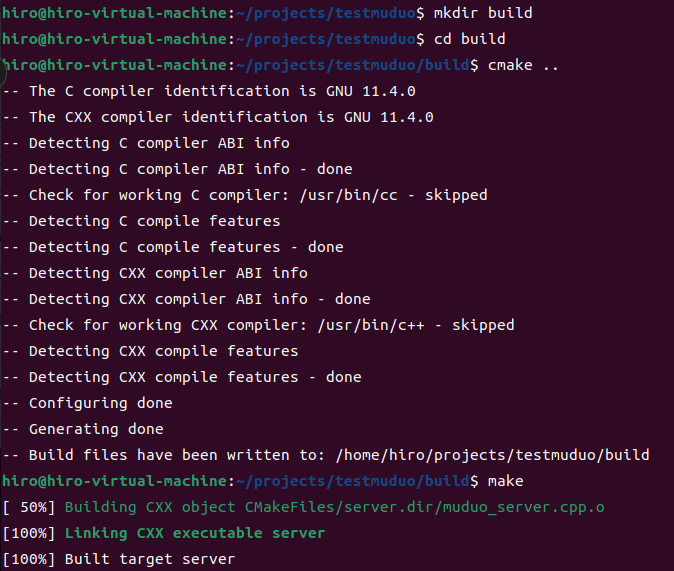 hiro@hiro-virtual-machine:~/projects/testmuduo$ mkdir build
hiro@hiro-virtual-machine:~/projects/testmuduo$ cd build
hiro@hiro-virtual-machine:~/projects/testmuduo/build$ cmake ..
-- The C compiler identification is GNU 11.4.0
-- The CXX compiler identification is GNU 11.4.0
-- Detecting C compiler ABI info
-- Detecting C compiler ABI info - done
-- Check for working C compiler: /usr/bin/cc - skipped
-- Detecting C compile features
-- Detecting C compile features - done
-- Detecting CXX compiler ABI info
-- Detecting CXX compiler ABI info - done
-- Check for working CXX compiler: /usr/bin/c++ - skipped
-- Detecting CXX compile features
-- Detecting CXX compile features - done
-- Configuring done
-- Generating done
-- Build files have been written to: /home/hiro/projects/testmuduo/build
hiro@hiro-virtual-machine:~/projects/testmuduo/build$ make
[ 50%] Building CXX object CMakeFiles/server.dir/muduo_server.cpp.o
[100%] Linking CXX executable server
[100%] Built target server